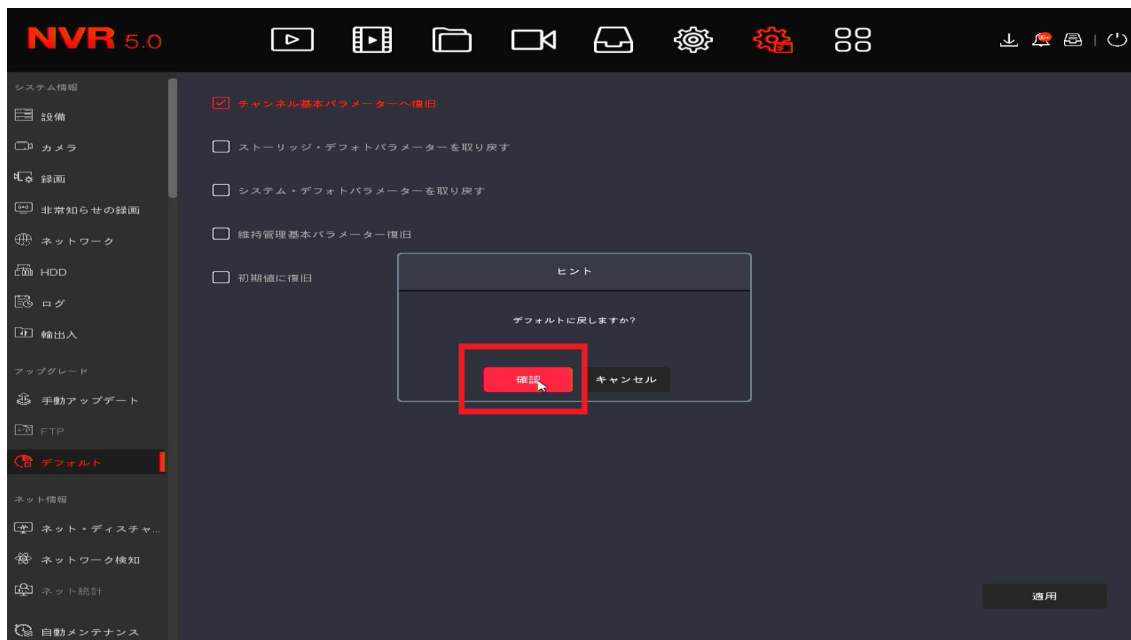 NVR 5.0
システム情報
設備
カメラ
録画
非常知らせの録画
ネットワーク
HDD
ログ
輸出入
アップグレード
手動アップデート
FTP
デフォルト
ネット情報
ネット・ディスチャ...
ネットワーク検知
ネット統計
自動メンテナンス
チャンネル基本パラメーターへ復旧
ストーリッジ・デフォトパラメーターを取り戻す
システム・デフォトパラメーターを取り戻す
維持管理基本パラメーター復旧
初期値に復旧
ヒント
デフォルトに戻しますか?
確認
キャンセル
適用